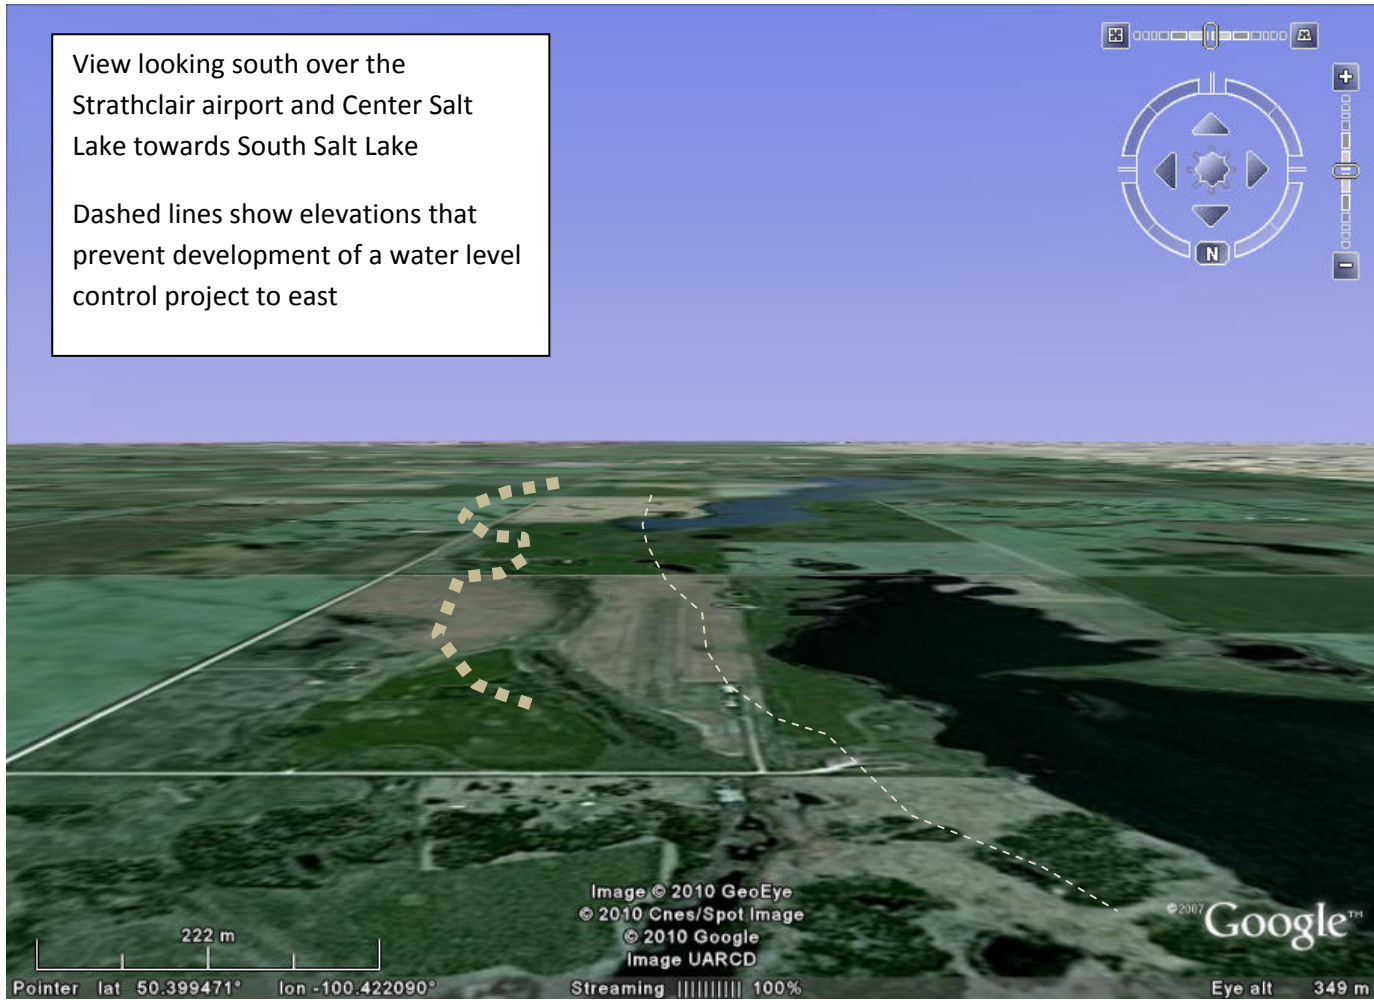 View looking south over the
Strathclair airport and Center Salt
Lake towards South Salt Lake
Dashed lines show elevations that
prevent development of a water level
control project to east
N
Image © 2010 GeoEye
© 2010 Cnes/Spot Image
© 2010 Google
Image UARCD
©2007 Google™
222 m
Pointer lat 50.399471° lon -100.422090° Streaming |||||||||| 100% Eye alt 349 m